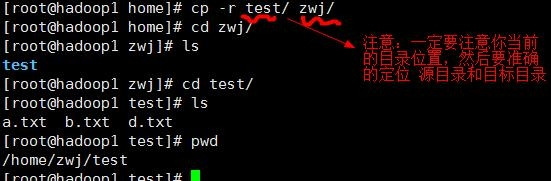 [root@hadoop1 home]# cp -r test/ zwj/
[root@hadoop1 home]# cd zwj/
[root@hadoop1 zwj]# ls
test
[root@hadoop1 zwj]# cd test/
[root@hadoop1 test]# ls
a.txt  b.txt  d.txt
[root@hadoop1 test]# pwd
/home/zwj/test
[root@hadoop1 test]#
注意：一定要注意你当前
的目录位置，然后要准确
的定位 源目录和目标目录